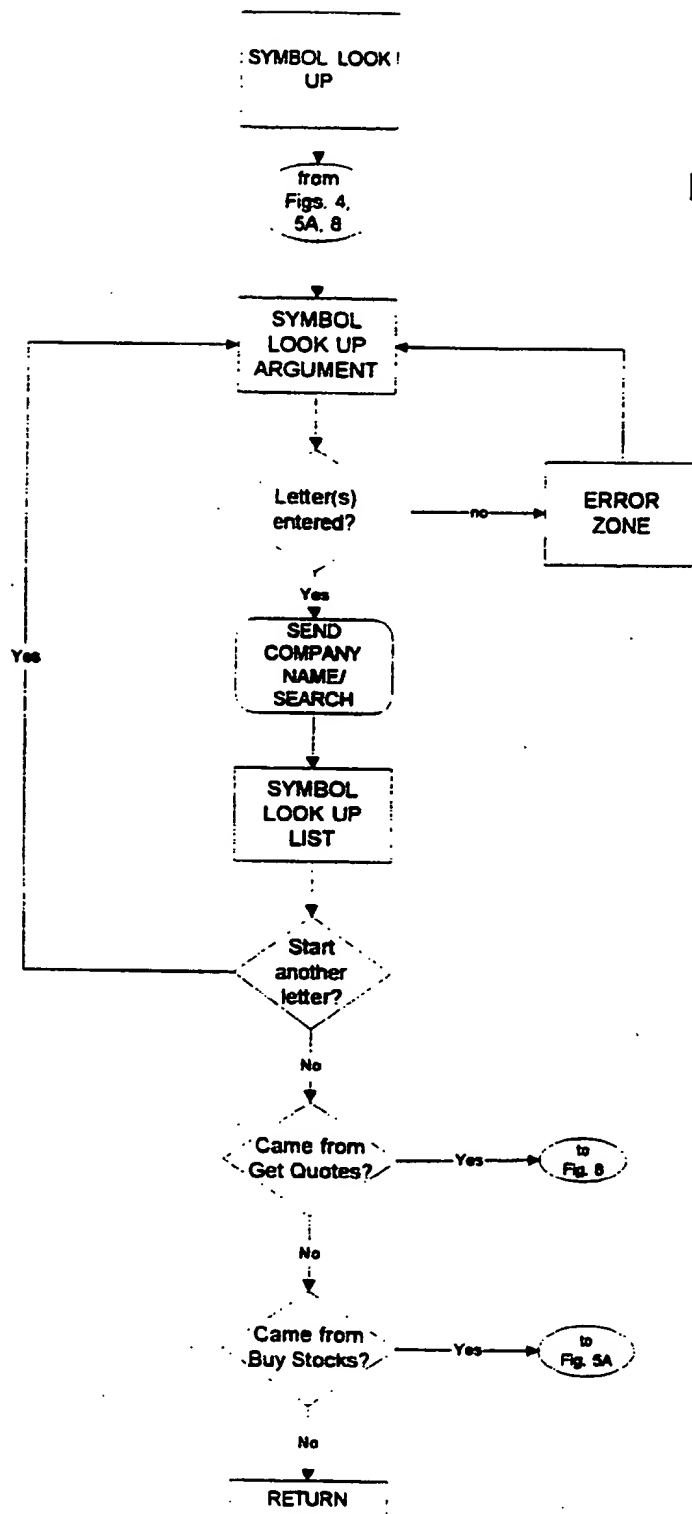 SYMBOL LOOK
UP
from
Figs. 4,
5A, 8
SYMBOL
LOOK UP
ARGUMENT
Letter(s)
entered?
no
ERROR
ZONE
Yes
SEND
COMPANY
NAME/
SEARCH
Yes
SYMBOL
LOOK UP
LIST
Start
another
letter?
No
Came from
Get Quotes?
Yes
to
Fig. 8
No
Came from
Buy Stocks?
Yes
to
Fig. 5A
No
RETURN